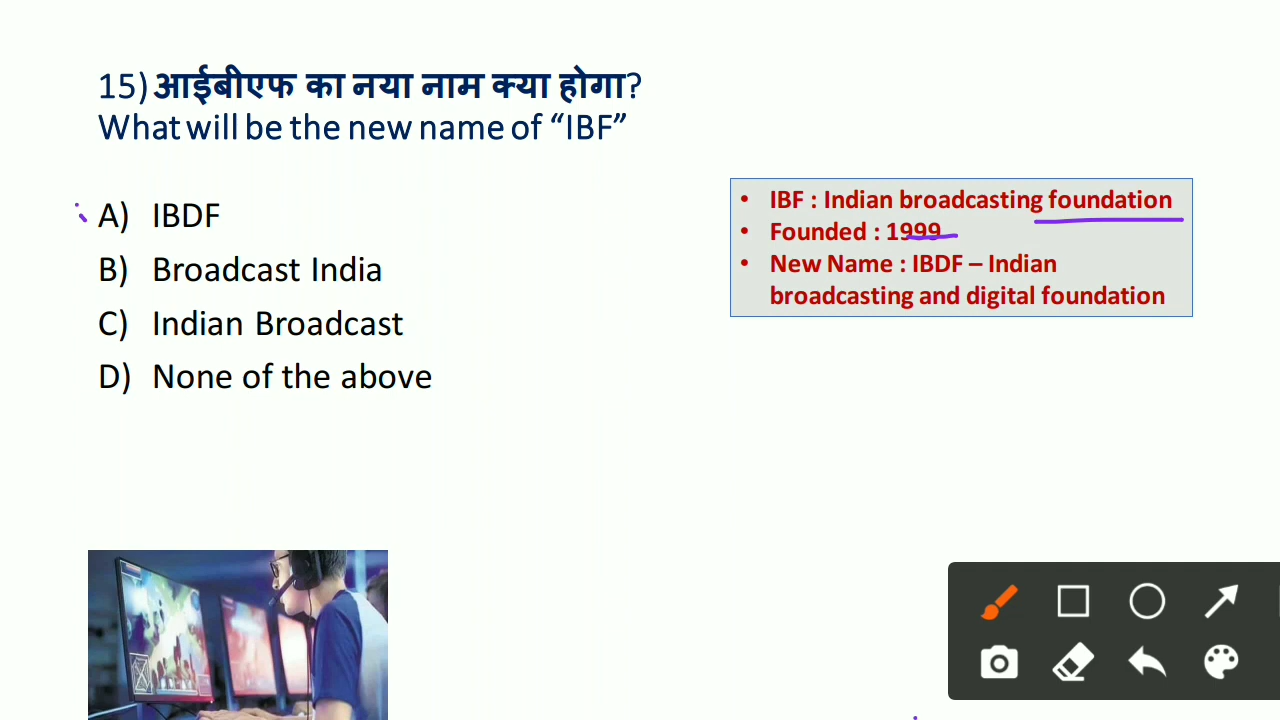 15) आईबीएफ का नया नाम क्या होगा?
What will be the new name of “IBF”
A) IBDF
B) Broadcast India
C) Indian Broadcast
D) None of the above
• IBF : Indian broadcasting foundation
• Founded : 1999
• New Name : IBDF – Indian
broadcasting and digital foundation